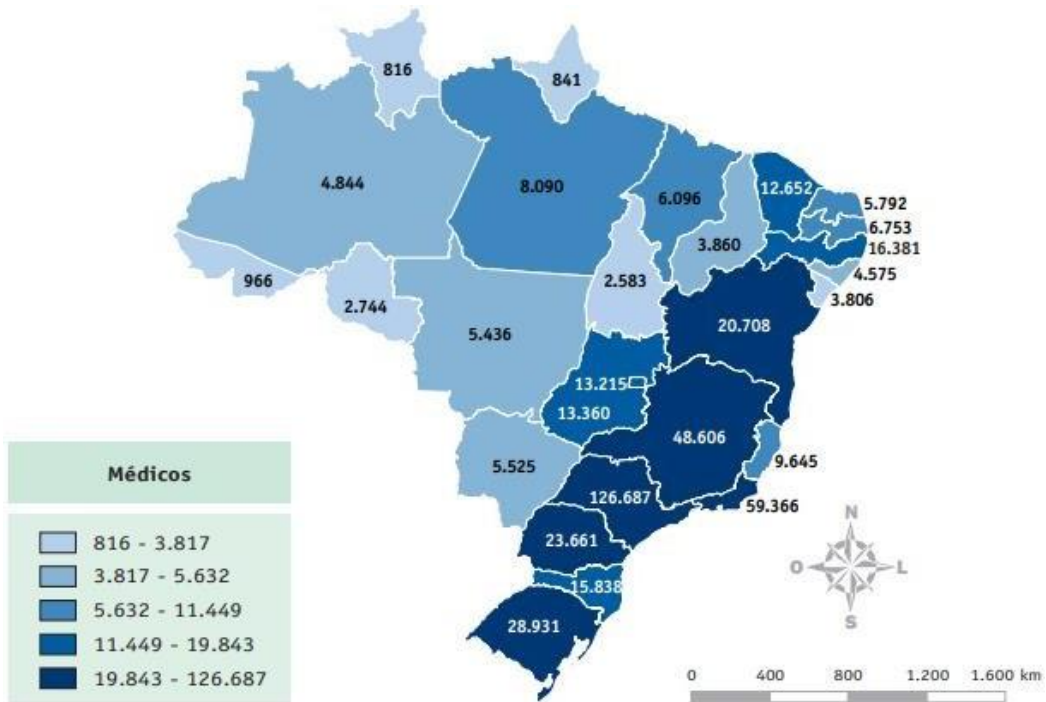 816
841
4.844
8.090
6.096
12.652
5.792
6.753
16.381
3.860
4.575
3.806
966
2.744
2.583
5.436
20.708
13.215
13.360
48.606
9.645
5.525
126.687
59.366
23.661
15.838
28.931
Médicos
816 - 3.817
3.817 - 5.632
5.632 - 11.449
11.449 - 19.843
19.843 - 126.687
N
O L
S
0 400 800 1.200 1.600 km